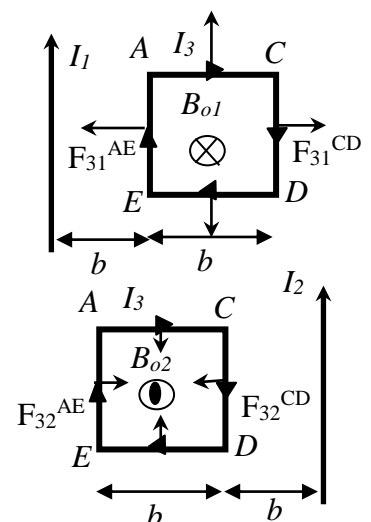 A I₃ C
I₁
Bₒ₁
F₃₁ᴬᴱ F₃₁ᶜᴰ
E D
b b
I₂
A I₃ C
Bₒ₂
F₃₂ᴬᴱ F₃₂ᶜᴰ
E D
b b